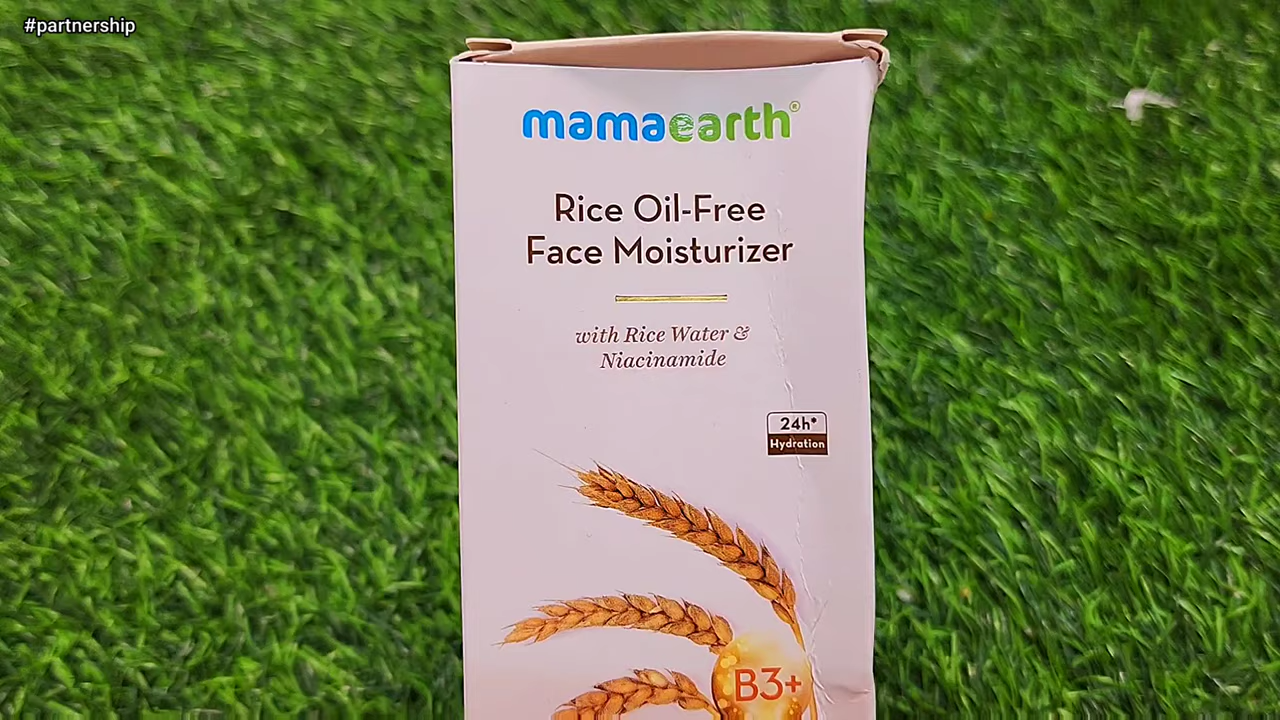 #partnership
mamaearth®
Rice Oil-Free
Face Moisturizer
with Rice Water &
Niacinamide
24h*
Hydration
B3+